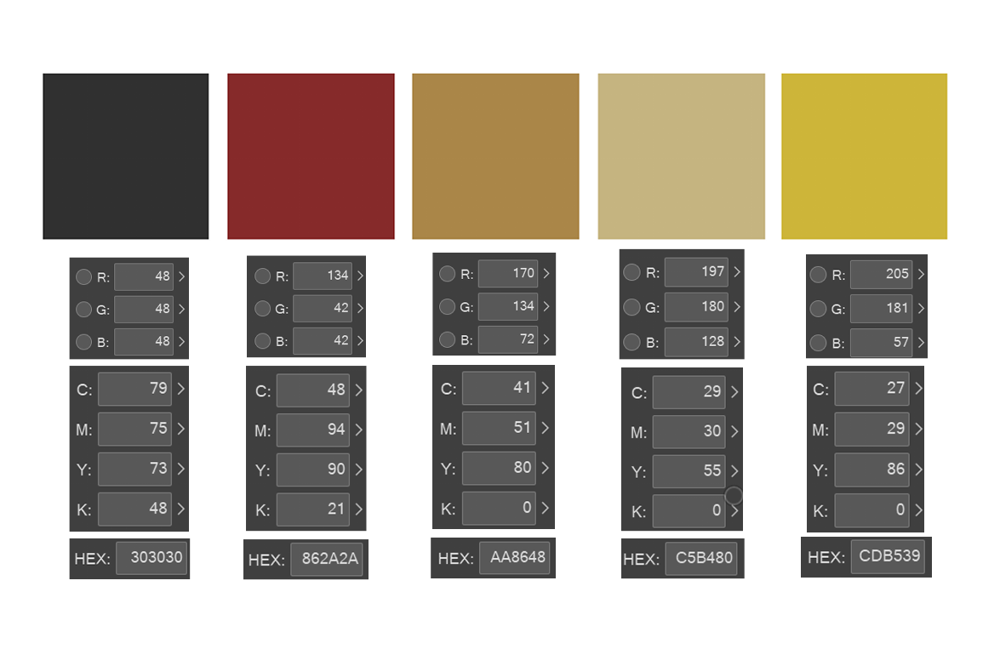 R: 48 >
G: 48 >
B: 48 >
C: 79 >
M: 75 >
Y: 73 >
K: 48 >
HEX: 303030
R: 134 >
G: 42 >
B: 42 >
C: 48 >
M: 94 >
Y: 90 >
K: 21 >
HEX: 862A2A
R: 170 >
G: 134 >
B: 72 >
C: 41 >
M: 51 >
Y: 80 >
K: 0 >
HEX: AA8648
R: 197 >
G: 180 >
B: 128 >
C: 29 >
M: 30 >
Y: 55 >
K: 0 >
HEX: C5B480
R: 205 >
G: 181 >
B: 57 >
C: 27 >
M: 29 >
Y: 86 >
K: 0 >
HEX: CDB539